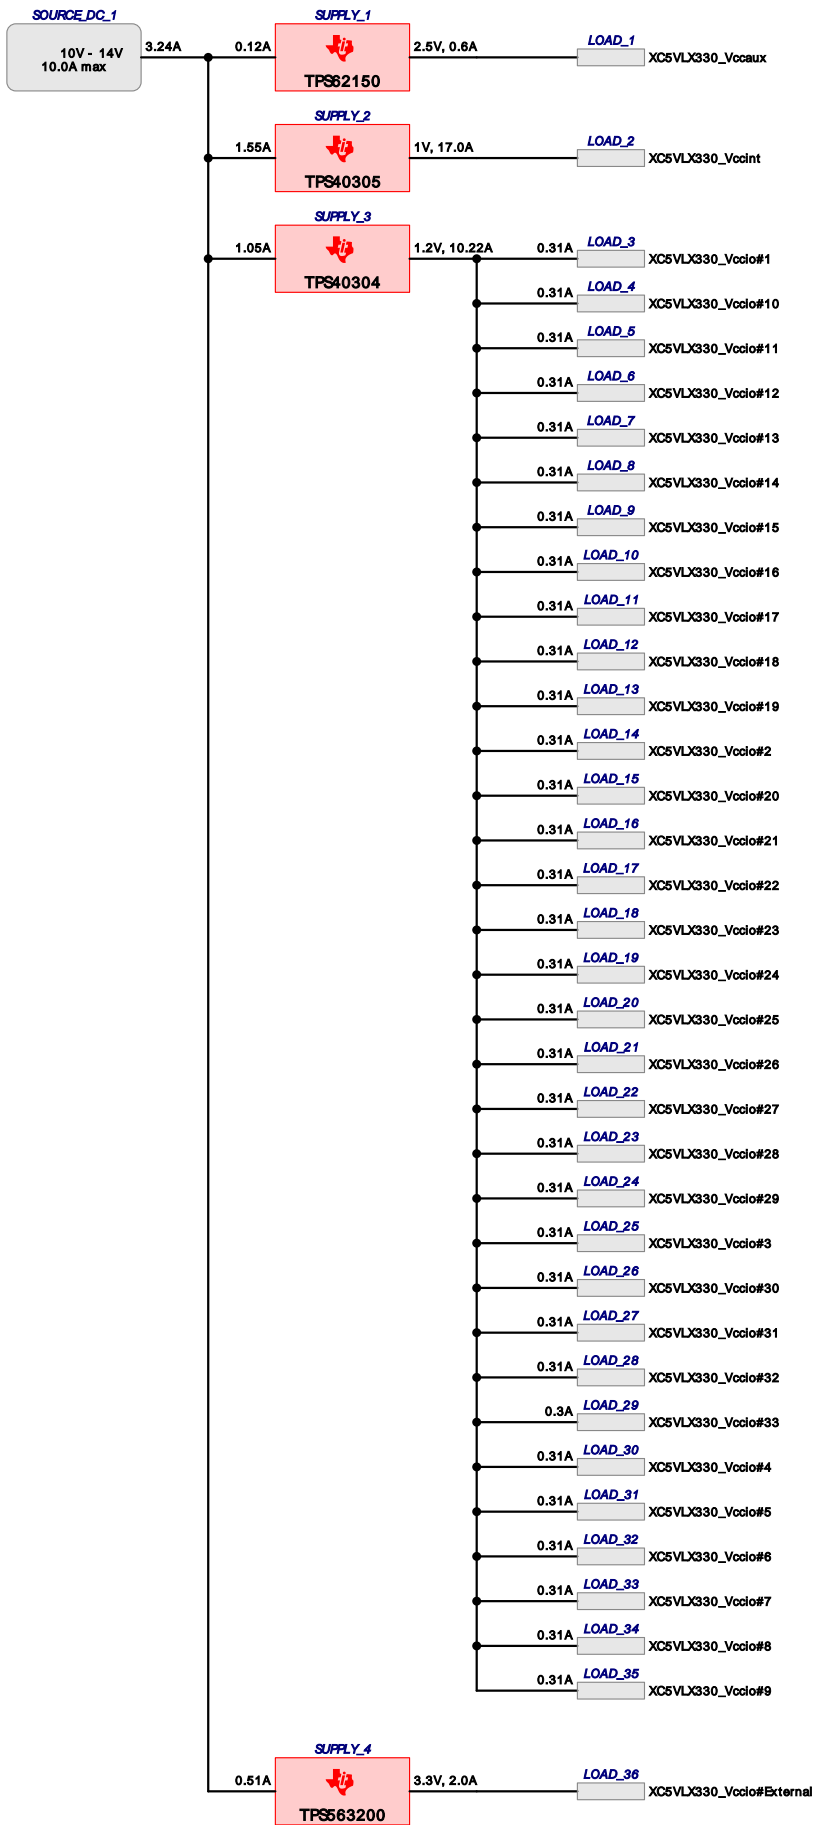 SOURCE_DC_1
10V - 14V
10.0A max
3.24A
SUPPLY_1
0.12A
TPS62150
2.5V, 0.6A
LOAD_1
XC5VLX330_Vccaux
SUPPLY_2
1.55A
TPS40305
1V, 17.0A
LOAD_2
XC5VLX330_Vccint
SUPPLY_3
1.05A
TPS40304
1.2V, 10.22A
0.31A
LOAD_3
XC5VLX330_Vccio#1
0.31A
LOAD_4
XC5VLX330_Vccio#10
0.31A
LOAD_5
XC5VLX330_Vccio#11
0.31A
LOAD_6
XC5VLX330_Vccio#12
0.31A
LOAD_7
XC5VLX330_Vccio#13
0.31A
LOAD_8
XC5VLX330_Vccio#14
0.31A
LOAD_9
XC5VLX330_Vccio#15
0.31A
LOAD_10
XC5VLX330_Vccio#16
0.31A
LOAD_11
XC5VLX330_Vccio#17
0.31A
LOAD_12
XC5VLX330_Vccio#18
0.31A
LOAD_13
XC5VLX330_Vccio#19
0.31A
LOAD_14
XC5VLX330_Vccio#2
0.31A
LOAD_15
XC5VLX330_Vccio#20
0.31A
LOAD_16
XC5VLX330_Vccio#21
0.31A
LOAD_17
XC5VLX330_Vccio#22
0.31A
LOAD_18
XC5VLX330_Vccio#23
0.31A
LOAD_19
XC5VLX330_Vccio#24
0.31A
LOAD_20
XC5VLX330_Vccio#25
0.31A
LOAD_21
XC5VLX330_Vccio#26
0.31A
LOAD_22
XC5VLX330_Vccio#27
0.31A
LOAD_23
XC5VLX330_Vccio#28
0.31A
LOAD_24
XC5VLX330_Vccio#29
0.31A
LOAD_25
XC5VLX330_Vccio#3
0.31A
LOAD_26
XC5VLX330_Vccio#30
0.31A
LOAD_27
XC5VLX330_Vccio#31
0.31A
LOAD_28
XC5VLX330_Vccio#32
0.3A
LOAD_29
XC5VLX330_Vccio#33
0.31A
LOAD_30
XC5VLX330_Vccio#4
0.31A
LOAD_31
XC5VLX330_Vccio#5
0.31A
LOAD_32
XC5VLX330_Vccio#6
0.31A
LOAD_33
XC5VLX330_Vccio#7
0.31A
LOAD_34
XC5VLX330_Vccio#8
0.31A
LOAD_35
XC5VLX330_Vccio#9
SUPPLY_4
0.51A
TPS563200
3.3V, 2.0A
LOAD_36
XC5VLX330_Vccio#External